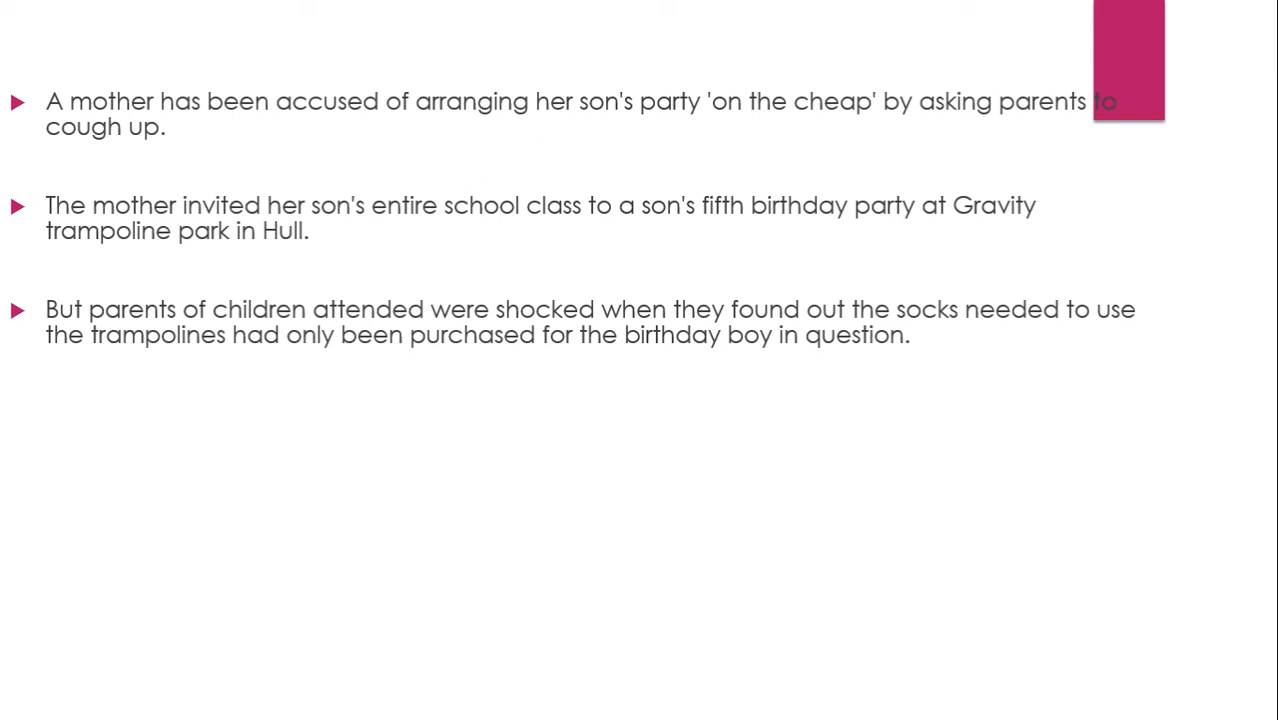 A mother has been accused of arranging her son's party 'on the cheap' by asking parents to
cough up.
The mother invited her son's entire school class to a son's fifth birthday party at Gravity
trampoline park in Hull.
But parents of children attended were shocked when they found out the socks needed to use
the trampolines had only been purchased for the birthday boy in question.